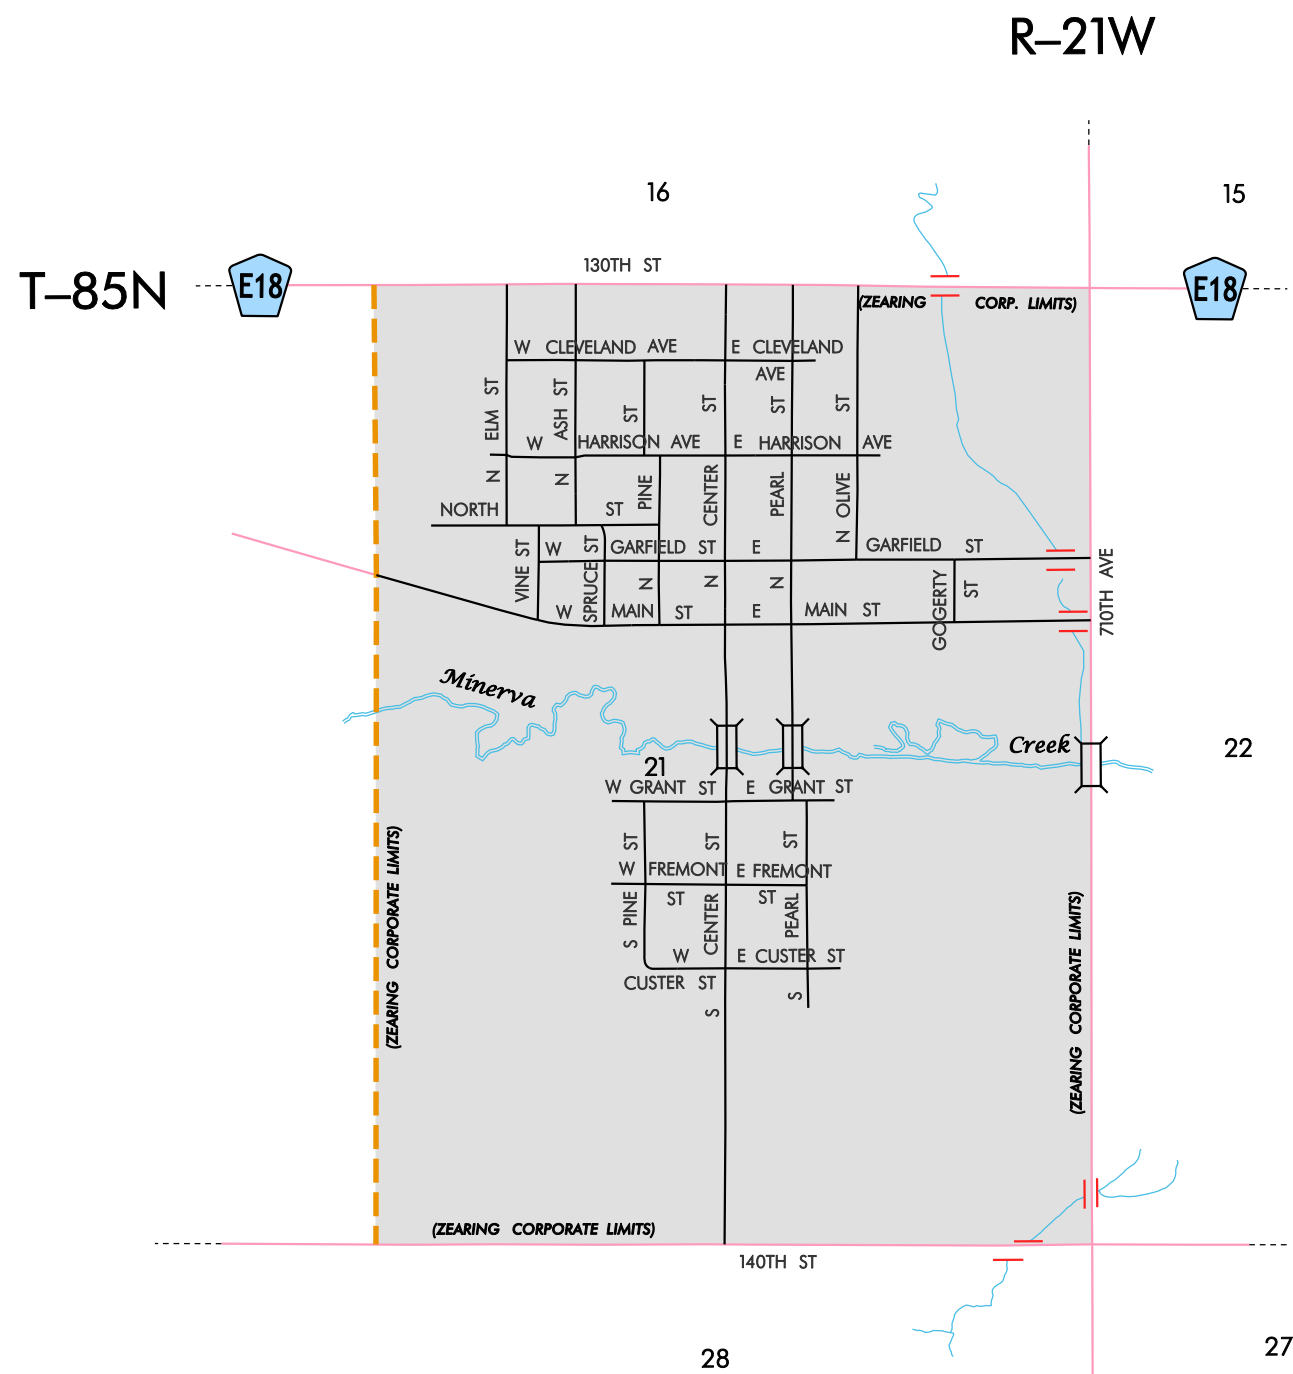 R–21W
16
15
130TH ST
T–85N
E18
E18
(ZEARING CORP. LIMITS)
W CLEVELAND AVE
E CLEVELAND
AVE
N ELM ST
N ASH ST
N PINE ST
N CENTER ST
N PEARL ST
N OLIVE ST
W HARRISON AVE
E HARRISON AVE
NORTH ST
VINE ST
SPRUCE ST
W GARFIELD ST
E GARFIELD ST
GOGERTY ST
710TH AVE
W MAIN ST
E MAIN ST
Minerva
Creek
22
21
W GRANT ST
E GRANT ST
S PINE ST
S CENTER ST
S PEARL ST
W FREMONT
ST
E FREMONT
ST
W
CUSTER ST
E CUSTER ST
(ZEARING CORPORATE LIMITS)
(ZEARING CORPORATE LIMITS)
(ZEARING CORPORATE LIMITS)
140TH ST
28
27